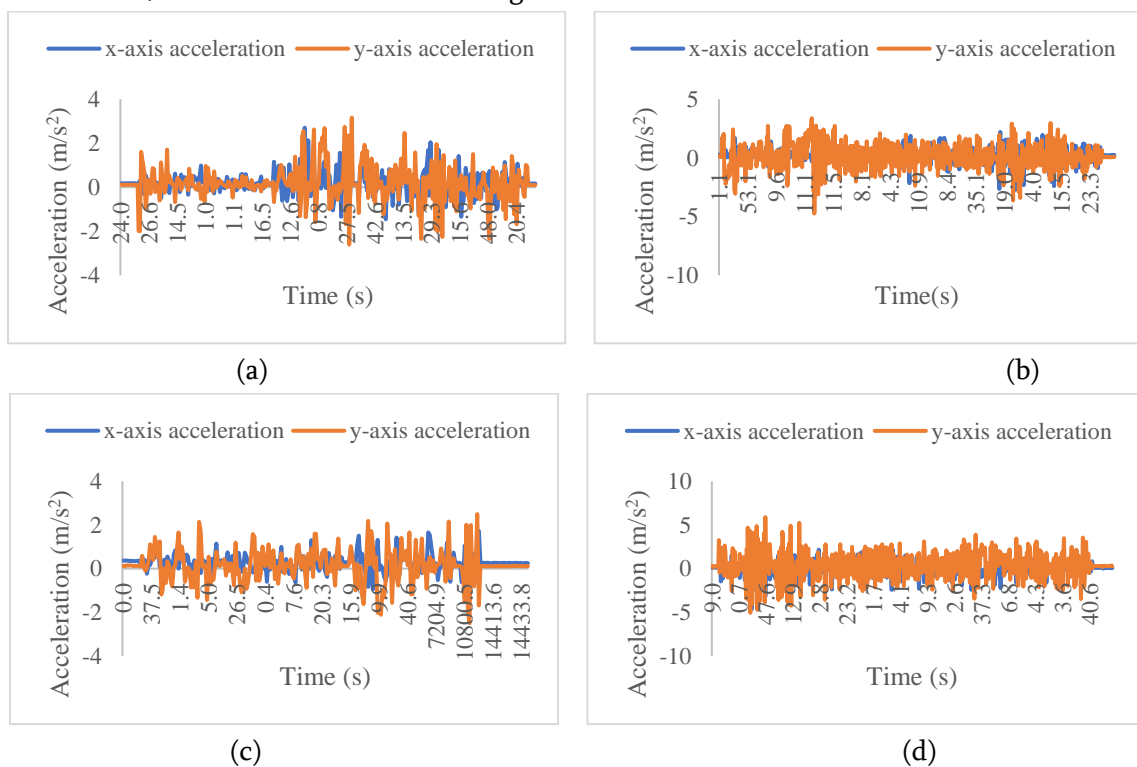 x-axis acceleration y-axis acceleration
Acceleration (m/s²)
4
2
0
-2
-4
24.0 26.6 14.5 1.0 1.1 16.5 12.6 0.8 27.5 42.6 13.5 29.3 48.0 20.4
Time (s)
(a)
x-axis acceleration y-axis acceleration
Acceleration (m/s²)
5
0
-5
-10
1.1 53.1 9.6 11.1 11.5 8.1 4.3 10.9 8.4 35.1 19.0 4.0 15.5 23.3
Time(s)
(b)
x-axis acceleration y-axis acceleration
Acceleration (m/s²)
4
2
0
-2
-4
0.0 37.5 1.4 5.0 26.5 0.4 7.6 20.3 15.9 9.9 7204.9 10800.5 14413.6 14433.8
Time (s)
(c)
x-axis acceleration y-axis acceleration
Acceleration (m/s²)
10
5
0
-5
-10
9.0 0.7 47.6 12.9 2.8 23.2 1.7 4.1 9.3 2.6 37.3 6.8 4.3 3.6 40.6
Time (s)
(d)